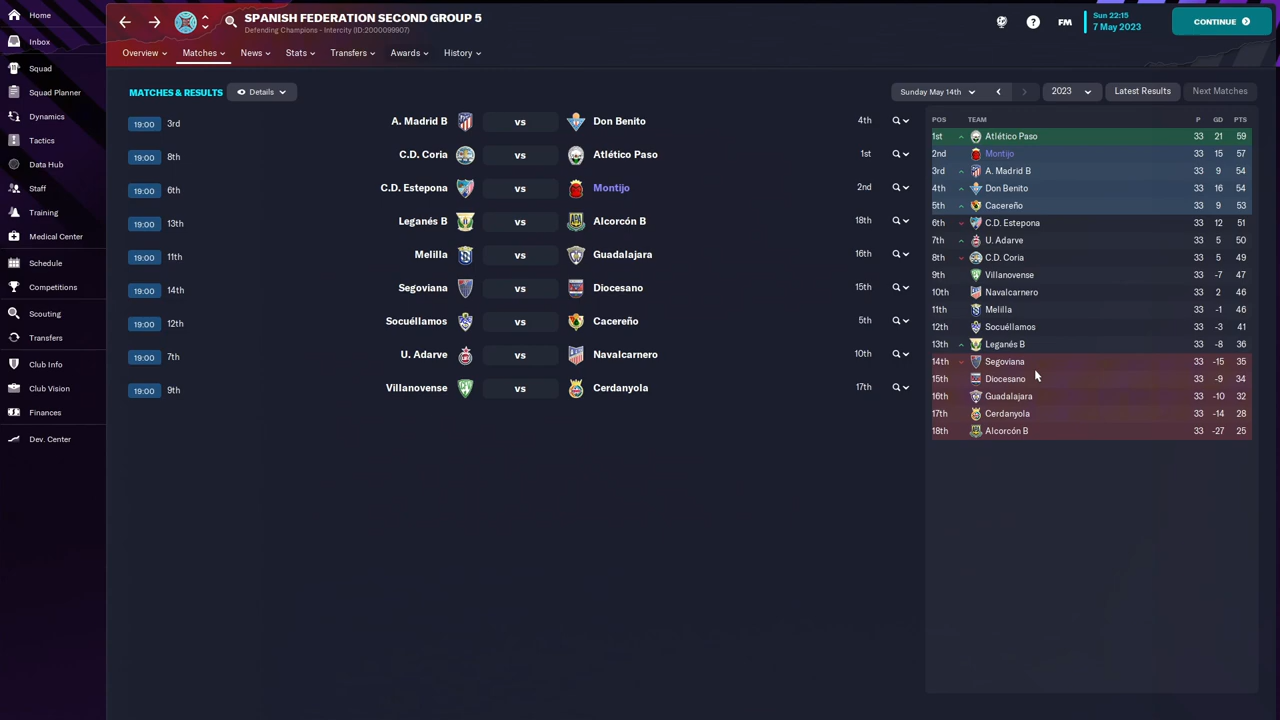 Home
Inbox
Squad
Squad Planner
Dynamics
Tactics
Data Hub
Staff
Training
Medical Center
Schedule
Competitions
Scouting
Transfers
Club Info
Club Vision
Finances
Dev. Center
SPANISH FEDERATION SECOND GROUP 5
Defending Champions - Intercity (ID:2000099907)
FM
Sun 22:15
7 May 2023
CONTINUE
Overview Matches News Stats Transfers Awards History
MATCHES & RESULTS Details Sunday May 14th 2023 Latest Results Next Matches
19:00 3rd A. Madrid B vs Don Benito 4th
19:00 8th C.D. Coria vs Atlético Paso 1st
19:00 6th C.D. Estepona vs Montijo 2nd
19:00 13th Leganés B vs Alcorcón B 18th
19:00 11th Melilla vs Guadalajara 16th
19:00 14th Segoviana vs Diocesano 15th
19:00 12th Socuéllamos vs Cacereño 5th
19:00 7th U. Adarve vs Navalcarnero 10th
19:00 9th Villanovense vs Cerdanyola 17th
POS TEAM P GD PTS
1st Atlético Paso 33 21 59
2nd Montijo 33 15 57
3rd A. Madrid B 33 9 54
4th Don Benito 33 16 54
5th Cacereño 33 9 53
6th C.D. Estepona 33 12 51
7th U. Adarve 33 5 50
8th C.D. Coria 33 5 49
9th Villanovense 33 -7 47
10th Navalcarnero 33 2 46
11th Melilla 33 -1 46
12th Socuéllamos 33 -3 41
13th Leganés B 33 -8 36
14th Segoviana 33 -15 35
15th Diocesano 33 -9 34
16th Guadalajara 33 -10 32
17th Cerdanyola 33 -14 28
18th Alcorcón B 33 -27 25